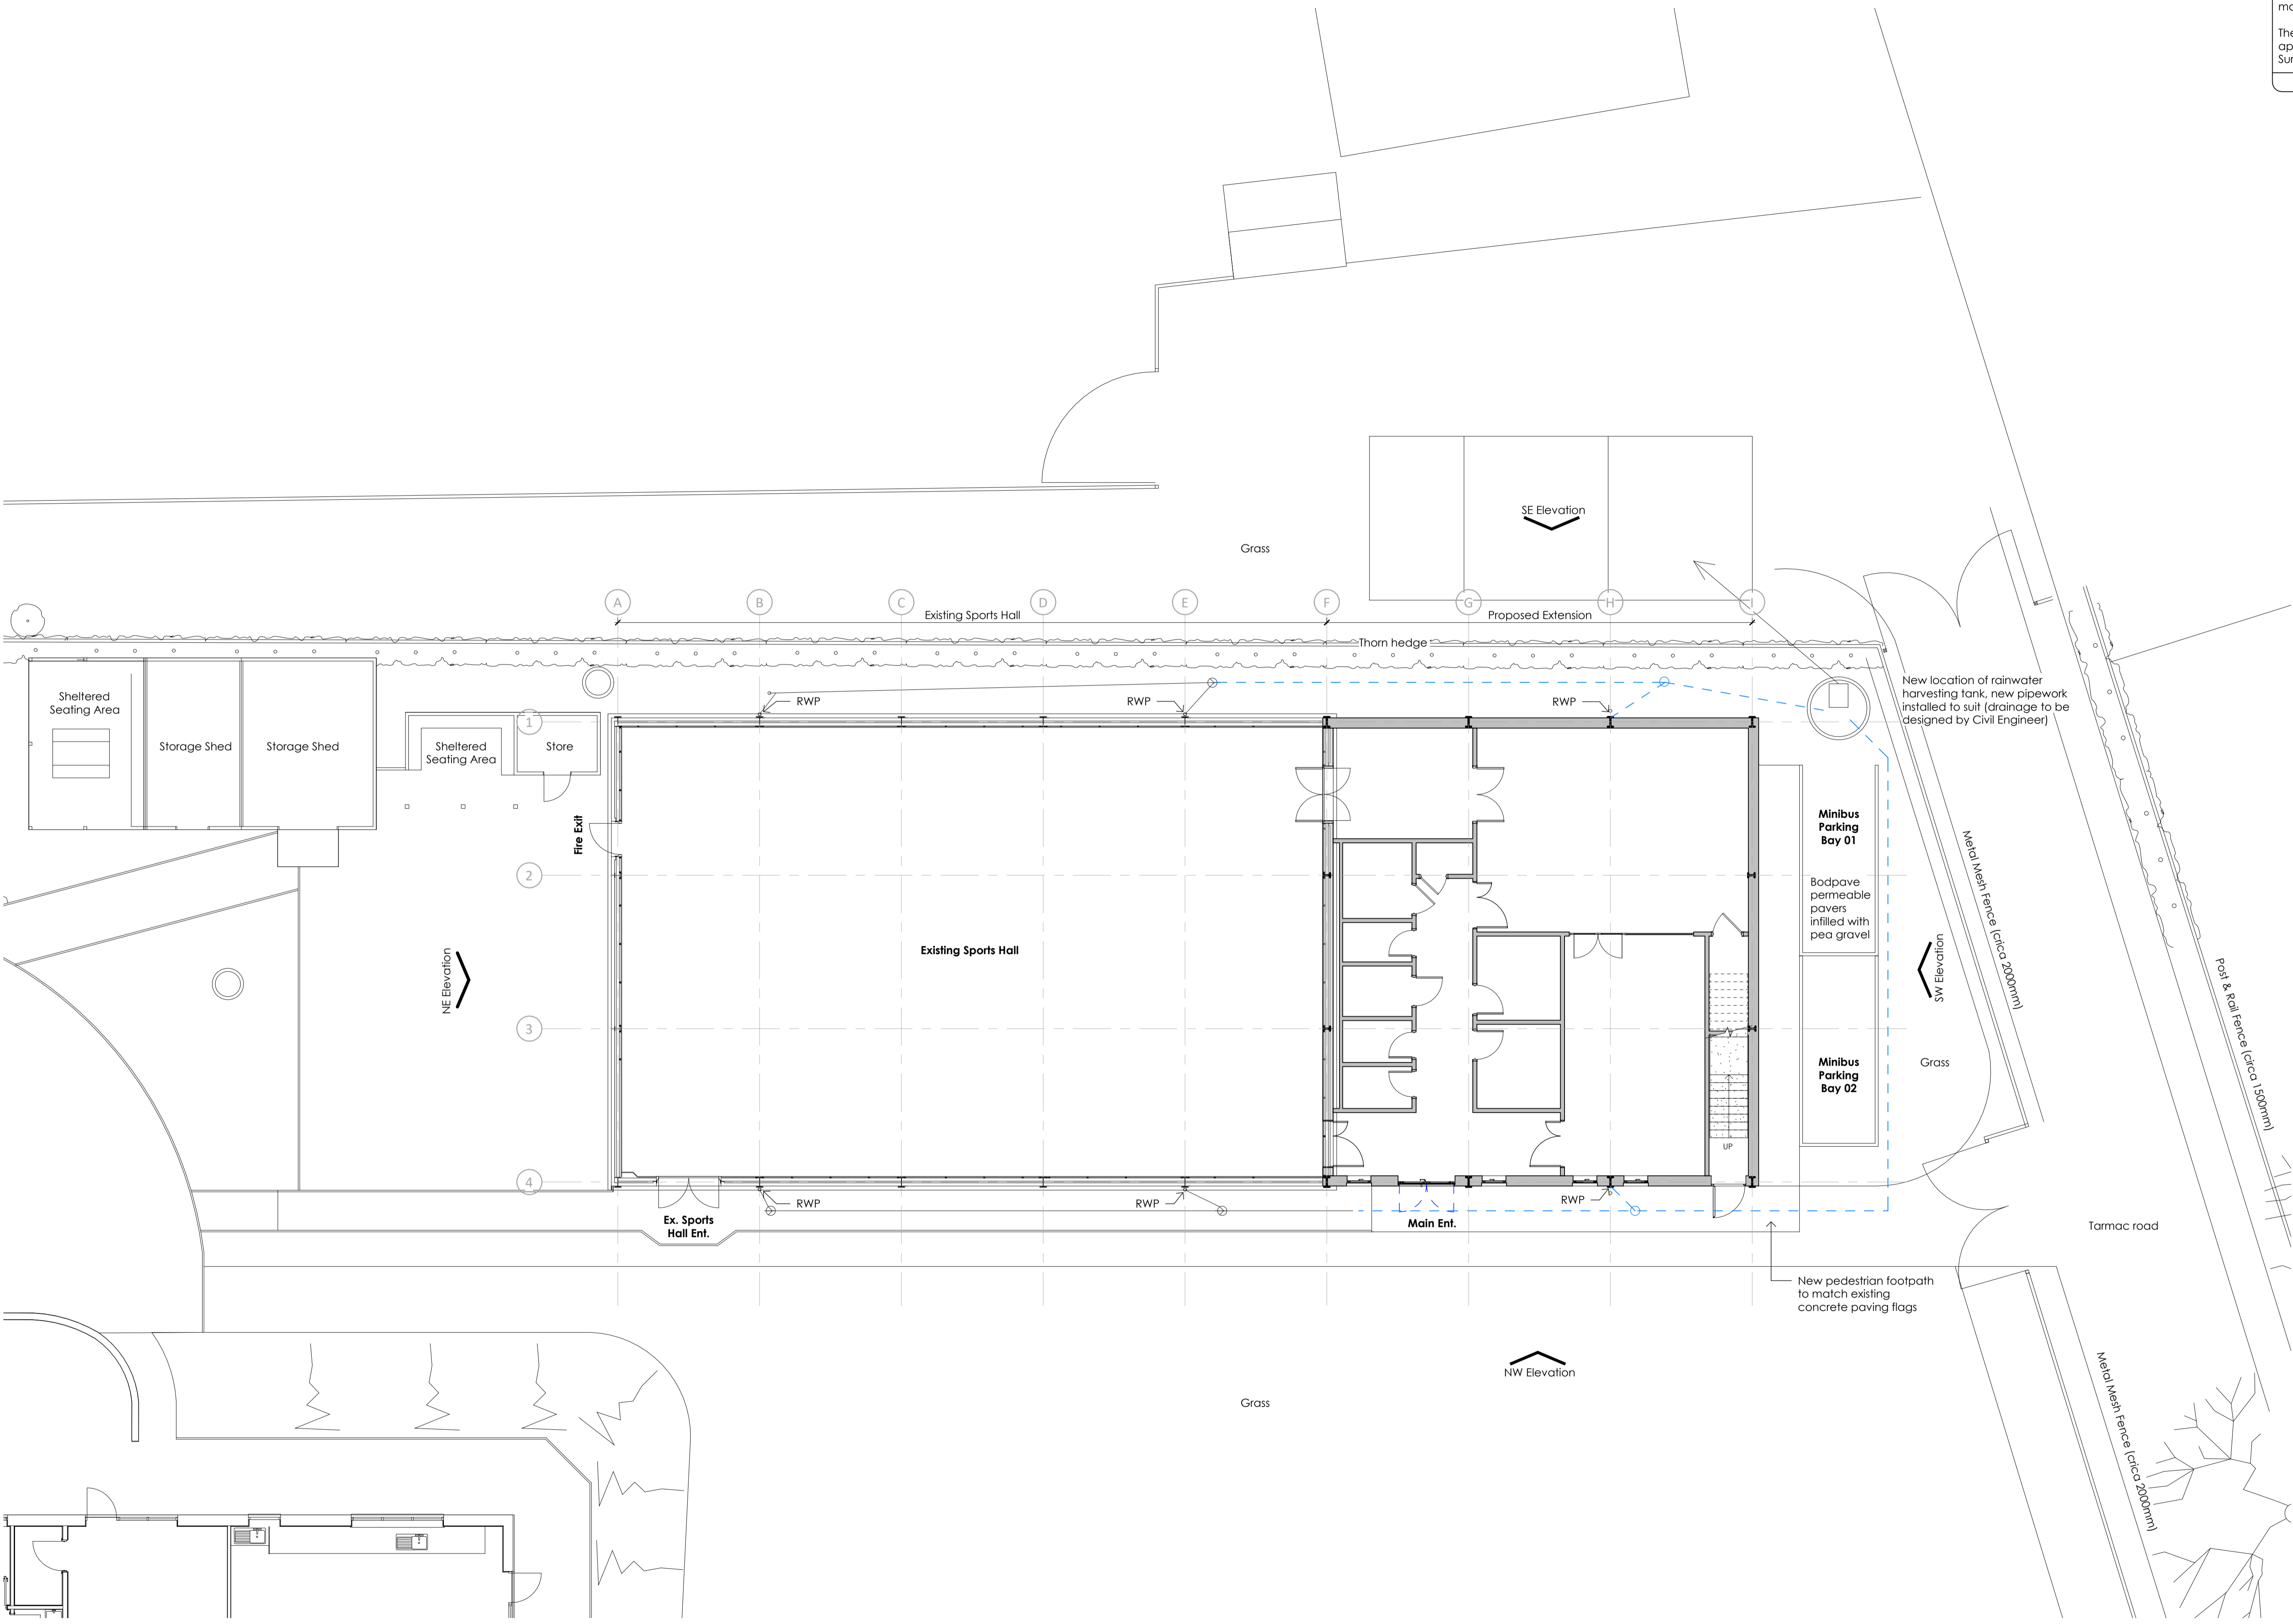 The
Sur
SE Elevation
Grass
A
B
C
D
E
F
G
H
I
Existing Sports Hall
Proposed Extension
Thorn hedge
Sheltered
Seating Area
Storage Shed
Storage Shed
Sheltered
Seating Area
Store
1
RWP
RWP
RWP
New location of rainwater
harvesting tank, new pipework
installed to suit (drainage to be
designed by Civil Engineer)
Fire Exit
Minibus
Parking
Bay 01
Metal Mesh Fence (crica 2000mm)
2
Bodpave
permeable
pavers
infilled with
pea gravel
NE Elevation
Existing Sports Hall
SW Elevation
Post & Rail Fence (circa 1500mm)
3
Minibus
Parking
Bay 02
Grass
UP
4
RWP
RWP
RWP
Ex. Sports
Hall Ent.
Main Ent.
Tarmac road
New pedestrian footpath
to match existing
concrete paving flags
NW Elevation
Grass
Metal Mesh Fence (crica 2000mm)